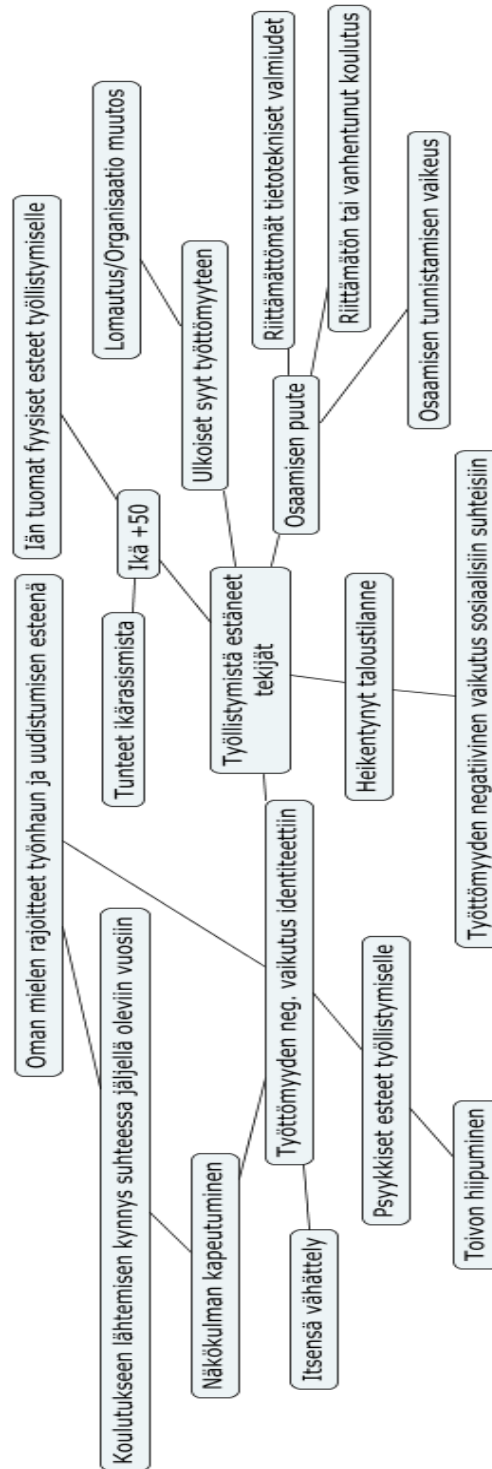 Oman mielen rajoitteet työnhaun ja uudistumisen esteenä
Iän tuomat fyysiset esteet työllistymiselle
Koulutukseen lähtemisen kynnys suhteessa jäljellä oleviin vuosiin
Tunteet ikärasismista
Ikä +50
Lomautus/Organisaatio muutos
Näkökulman kapeutuminen
Ulkoiset syyt työttömyyteen
Työllistymistä estäneet
tekijät
Riittämättömät tietotekniset valmiudet
Työttömyyden neg. vaikutus identiteettiin
Osaamisen puute
Itsensä vähättely
Riittämätön tai vanhentunut koulutus
Heikentynyt taloustilanne
Psyykkiset esteet työllistymiselle
Osaamisen tunnistamisen vaikeus
Toivon hiipuminen
Työttömyyden negatiivinen vaikutus sosiaalisiin suhteisiin